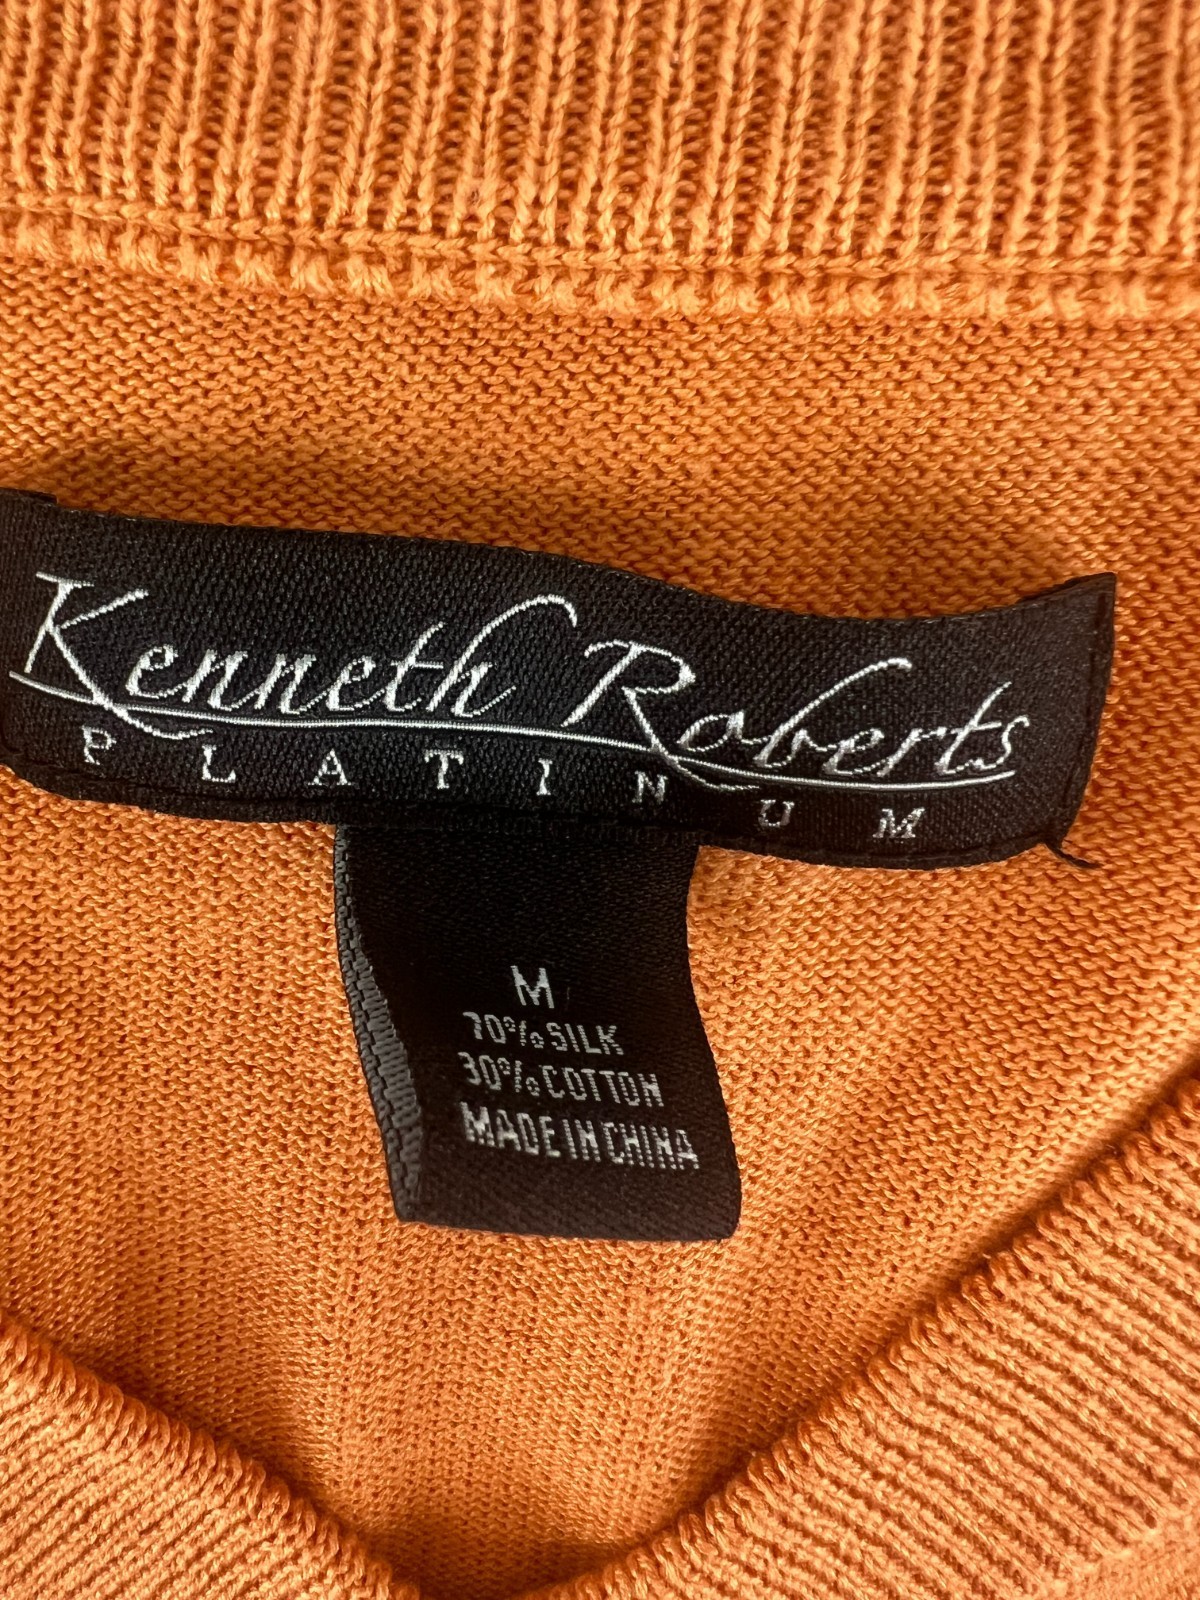 Kenneth Roberts
PLATINUM
M
70%SILK
30%COTTON
MADE IN CHINA